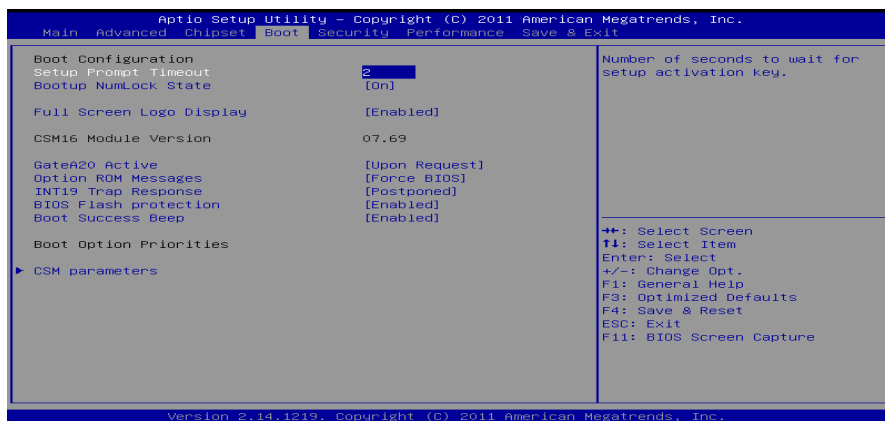 Aptio Setup Utility – Copyright (C) 2011 American Megatrends, Inc.
Main Advanced Chipset Boot Security Performance Save & Exit
Boot Configuration
Setup Prompt Timeout 2
Bootup NumLock State [On]
Full Screen Logo Display [Enabled]
CSM16 Module Version 07.69
GateA20 Active [Upon Request]
Option ROM Messages [Force BIOS]
INT19 Trap Response [Postponed]
BIOS Flash protection [Enabled]
Boot Success Beep [Enabled]
Boot Option Priorities
► CSM parameters
Number of seconds to wait for
setup activation key.
→←: Select Screen
↑↓: Select Item
Enter: Select
+/-: Change Opt.
F1: General Help
F3: Optimized Defaults
F4: Save & Reset
ESC: Exit
F11: BIOS Screen Capture
Version 2.14.1219. Copyright (C) 2011 American Megatrends, Inc.